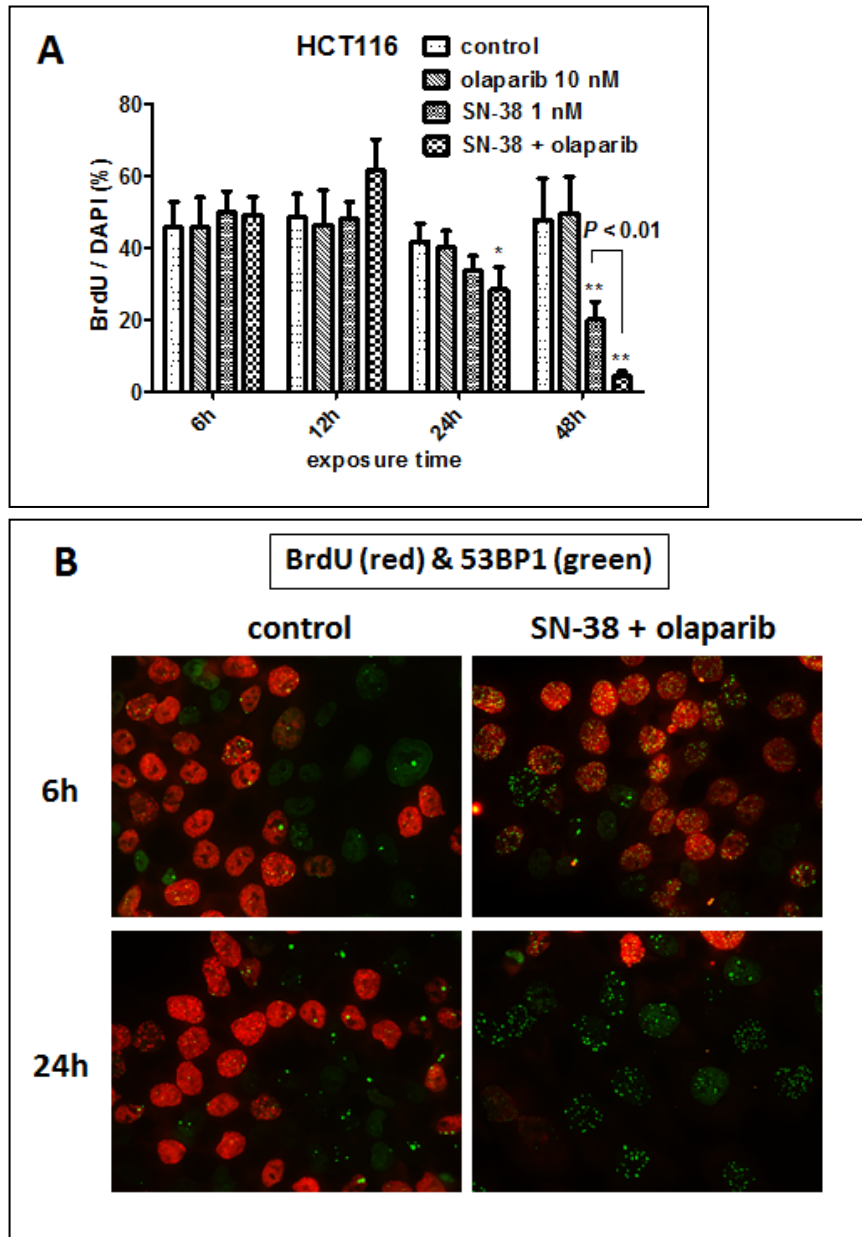 A
HCT116
control
olaparib 10 nM
SN-38 1 nM
SN-38 + olaparib
BrdU / DAPI (%)
80
60
40
20
0
*
**
P < 0.01
**
6h
12h
24h
48h
exposure time
B
BrdU (red) & 53BP1 (green)
control
SN-38 + olaparib
6h
24h